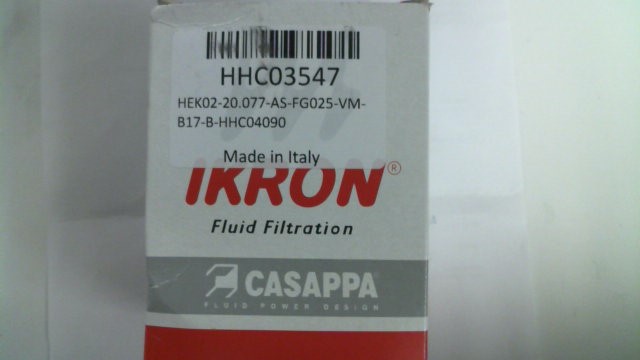 HHC03547
HEK02-20.077-AS-FG025-VM-
B17-B-HHC04090
Made in Italy
IKRON®
Fluid Filtration
CASAPPA
FLUID POWER DESIGN